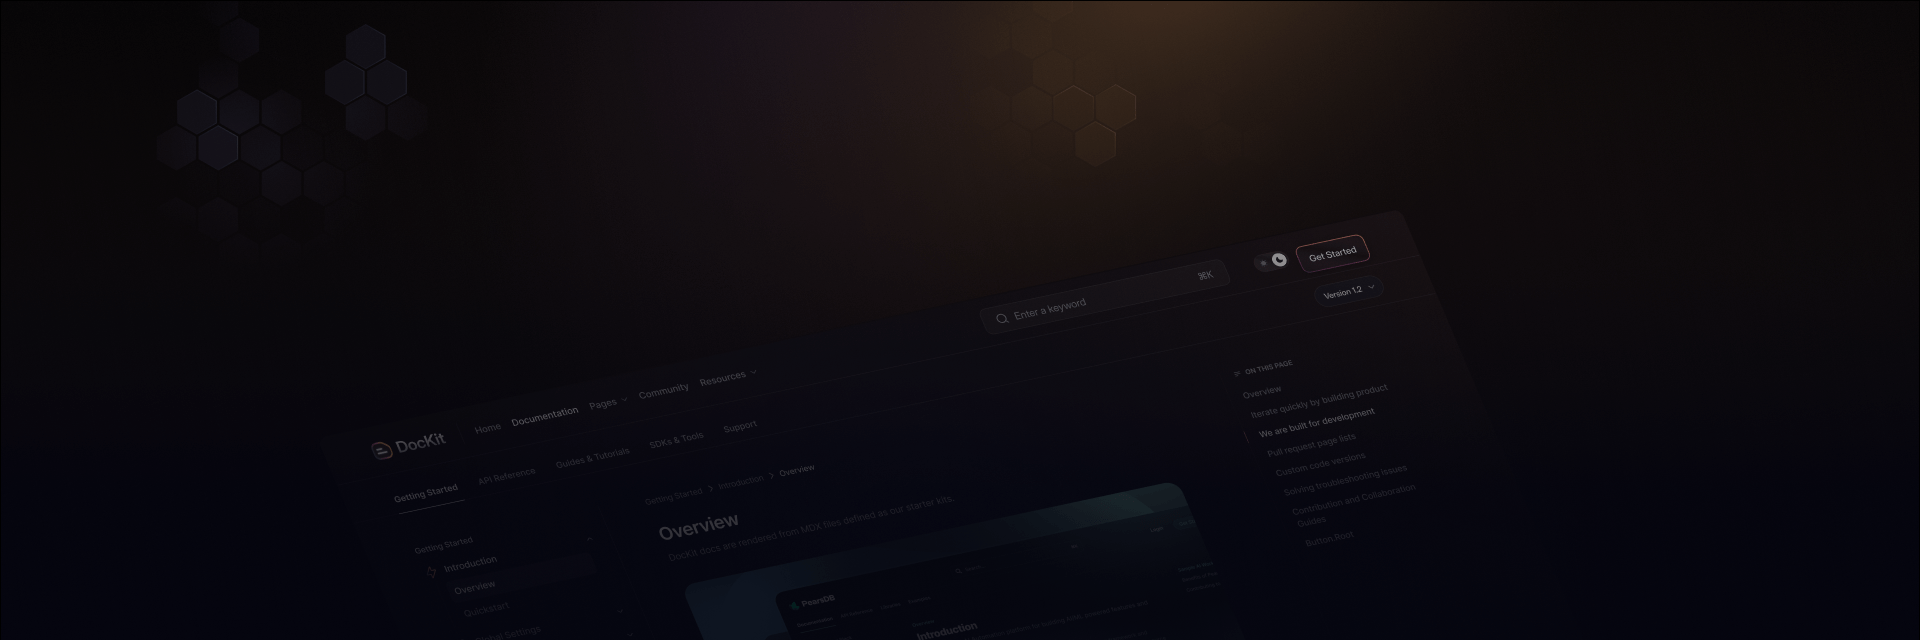 Get Started
⌘K
Enter a keyword
Version 1.2
DocKit
Home Documentation Pages Community Resources
Getting Started API Reference Guides & Tutorials SDKs & Tools Support
Getting Started > Introduction > Overview
Overview
DocKit docs are rendered from MDX files defined as our starter kits.
Getting Started
Introduction
Overview
Quickstart
Settings
PearsDB
Introduction
ON THIS PAGE
Overview
Iterate quickly by building product
We are built for development
Pull request page lists
Custom code versions
Solving troubleshooting issues
Contribution and Collaboration
Guides
Button Root